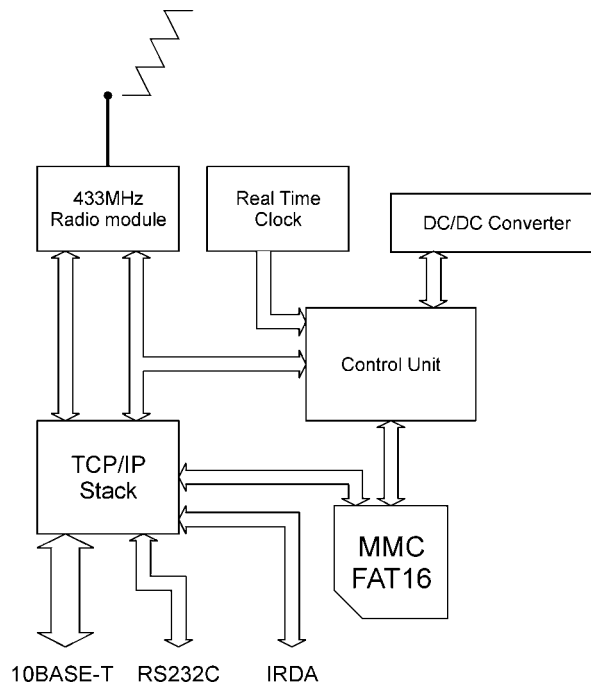 433MHz
Radio module
Real Time
Clock
DC/DC Converter
Control Unit
TCP/IP
Stack
MMC
FAT16
10BASE-T
RS232C
IRDA